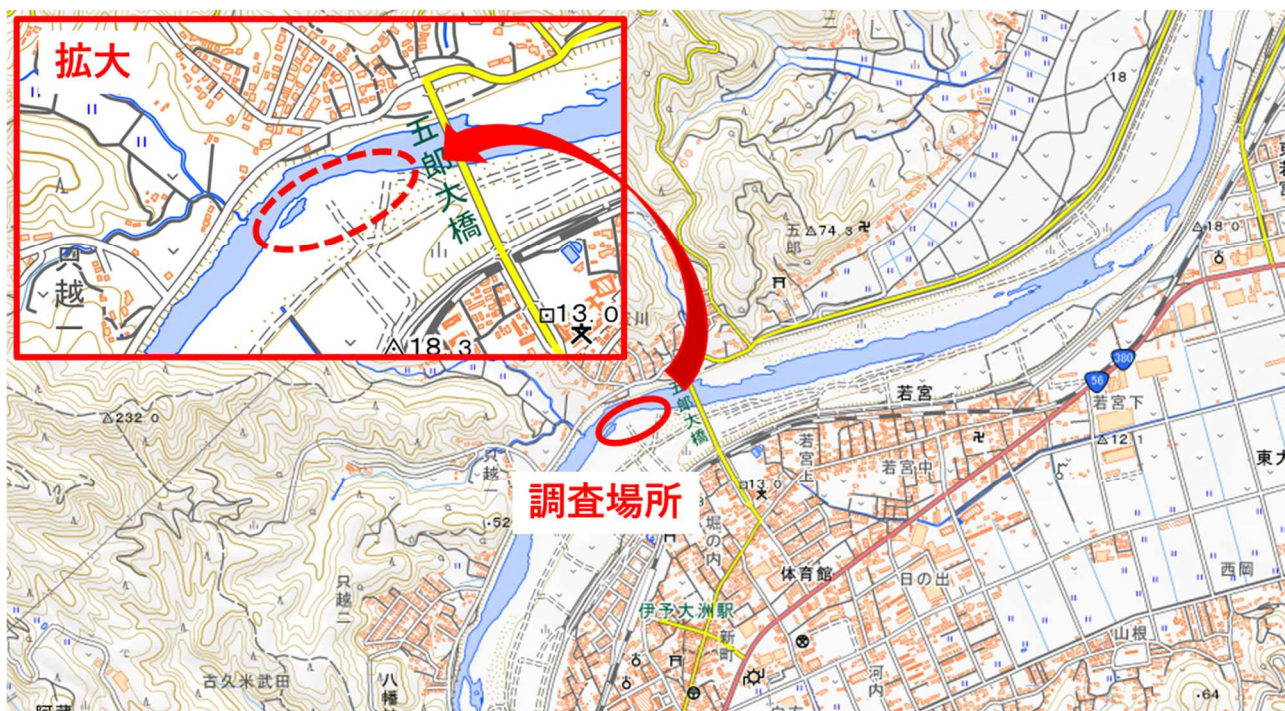 拡大
五郎大橋
只越一
13.0
18.3
川
18
五郎
74 3
18 0
232 0
380
56
若宮
若宮下
五郎大橋
12 1
若宮上
若宮中
東大
只越一
調査場所
13.0
52
堀の内
体育館
日の出
西岡
只越二
伊予大洲駅
新町
山根
古久米武田
八幡
河内
64